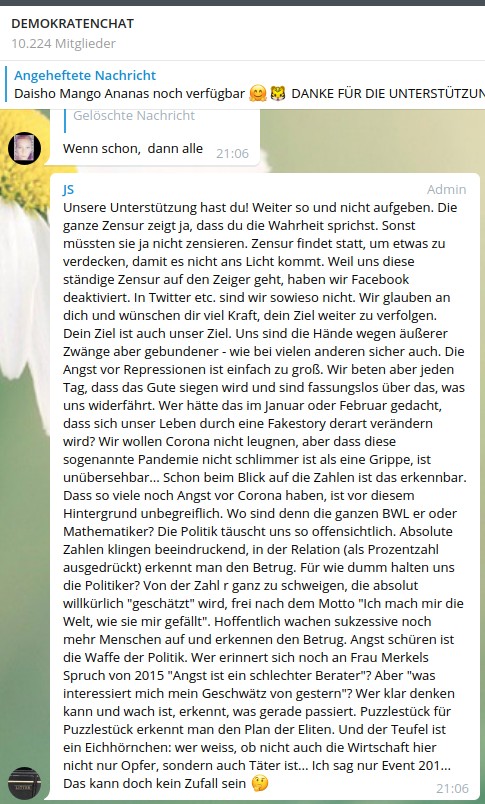 DEMOKRATENCHAT
10.224 Mitglieder
Angeheftete Nachricht
Daisho Mango Ananas noch verfügbar 🤗 🐯 DANKE FÜR DIE UNTERSTÜTZUN
Gelöschte Nachricht
Wenn schon, dann alle 21:06
JS Admin
Unsere Unterstützung hast du! Weiter so und nicht aufgeben. Die
ganze Zensur zeigt ja, dass du die Wahrheit sprichst. Sonst
müssten sie ja nicht zensieren. Zensur findet statt, um etwas zu
verdecken, damit es nicht ans Licht kommt. Weil uns diese
ständige Zensur auf den Zeiger geht, haben wir Facebook
deaktiviert. In Twitter etc. sind wir sowieso nicht. Wir glauben an
dich und wünschen dir viel Kraft, dein Ziel weiter zu verfolgen.
Dein Ziel ist auch unser Ziel. Uns sind die Hände wegen äußerer
Zwänge aber gebundener - wie bei vielen anderen sicher auch. Die
Angst vor Repressionen ist einfach zu groß. Wir beten aber jeden
Tag, dass das Gute siegen wird und sind fassungslos über das, was
uns widerfährt. Wer hätte das im Januar oder Februar gedacht,
dass sich unser Leben durch eine Fakestory derart verändern
wird? Wir wollen Corona nicht leugnen, aber dass diese
sogenannte Pandemie nicht schlimmer ist als eine Grippe, ist
unübersehbar... Schon beim Blick auf die Zahlen ist das erkennbar.
Dass so viele noch Angst vor Corona haben, ist vor diesem
Hintergrund unbegreiflich. Wo sind denn die ganzen BWL er oder
Mathematiker? Die Politik täuscht uns so offensichtlich. Absolute
Zahlen klingen beeindruckend, in der Relation (als Prozentzahl
ausgedrückt) erkennt man den Betrug. Für wie dumm halten uns
die Politiker? Von der Zahl r ganz zu schweigen, die absolut
willkürlich "geschätzt" wird, frei nach dem Motto "Ich mach mir die
Welt, wie sie mir gefällt". Hoffentlich wachen sukzessive noch
mehr Menschen auf und erkennen den Betrug. Angst schüren ist
die Waffe der Politik. Wer erinnert sich noch an Frau Merkels
Spruch von 2015 "Angst ist ein schlechter Berater"? Aber "was
interessiert mich mein Geschwätz von gestern"? Wer klar denken
kann und wach ist, erkennt, was gerade passiert. Puzzlestück für
Puzzlestück erkennt man den Plan der Eliten. Und der Teufel ist
ein Eichhörnchen: wer weiss, ob nicht auch die Wirtschaft hier
nicht nur Opfer, sondern auch Täter ist... Ich sag nur Event 201...
Das kann doch kein Zufall sein 🤔 21:06